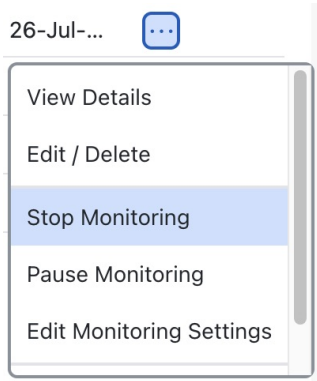 26-Jul-...
View Details
Edit / Delete
Stop Monitoring
Pause Monitoring
Edit Monitoring Settings